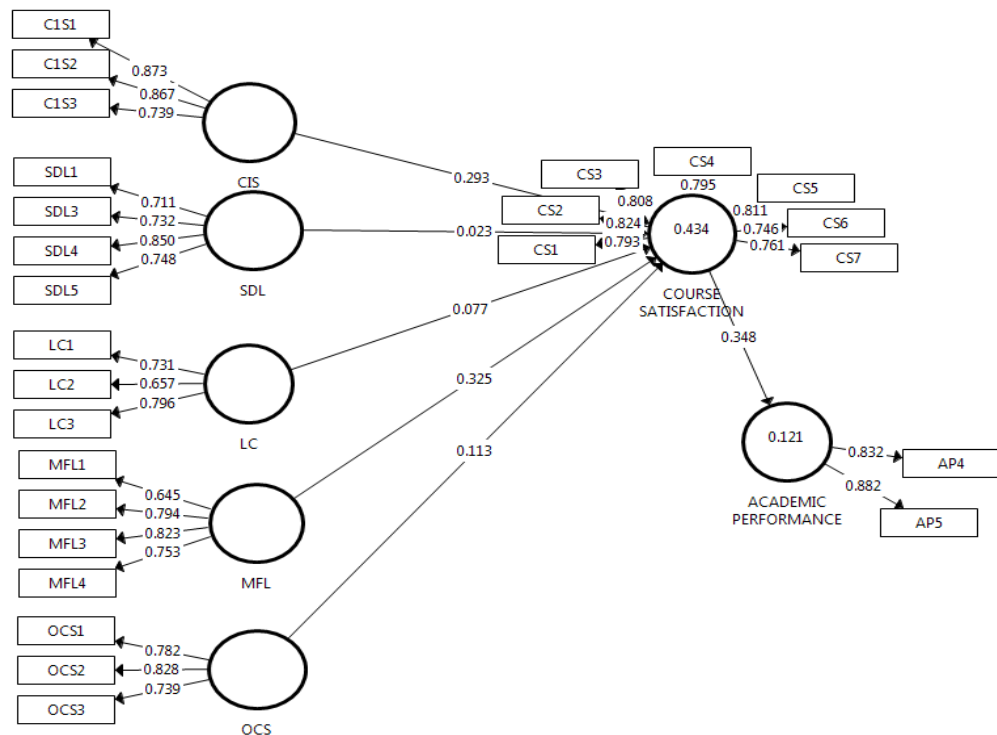 C1S1
C1S2
C1S3
0.873
0.867
0.739
CIS
SDL1
SDL3
SDL4
SDL5
0.711
0.732
0.850
0.748
SDL
LC1
LC2
LC3
0.731
0.657
0.796
LC
MFL1
MFL2
MFL3
MFL4
0.645
0.794
0.823
0.753
MFL
OCS1
OCS2
OCS3
0.782
0.828
0.739
OCS
0.293
0.023
0.077
0.325
0.113
CS3
CS2
CS1
CS4
CS5
CS6
CS7
0.808
0.824
0.793
0.795
0.811
0.746
0.761
0.434
COURSE
SATISFACTION
0.348
0.121
ACADEMIC
PERFORMANCE
0.832
0.882
AP4
AP5